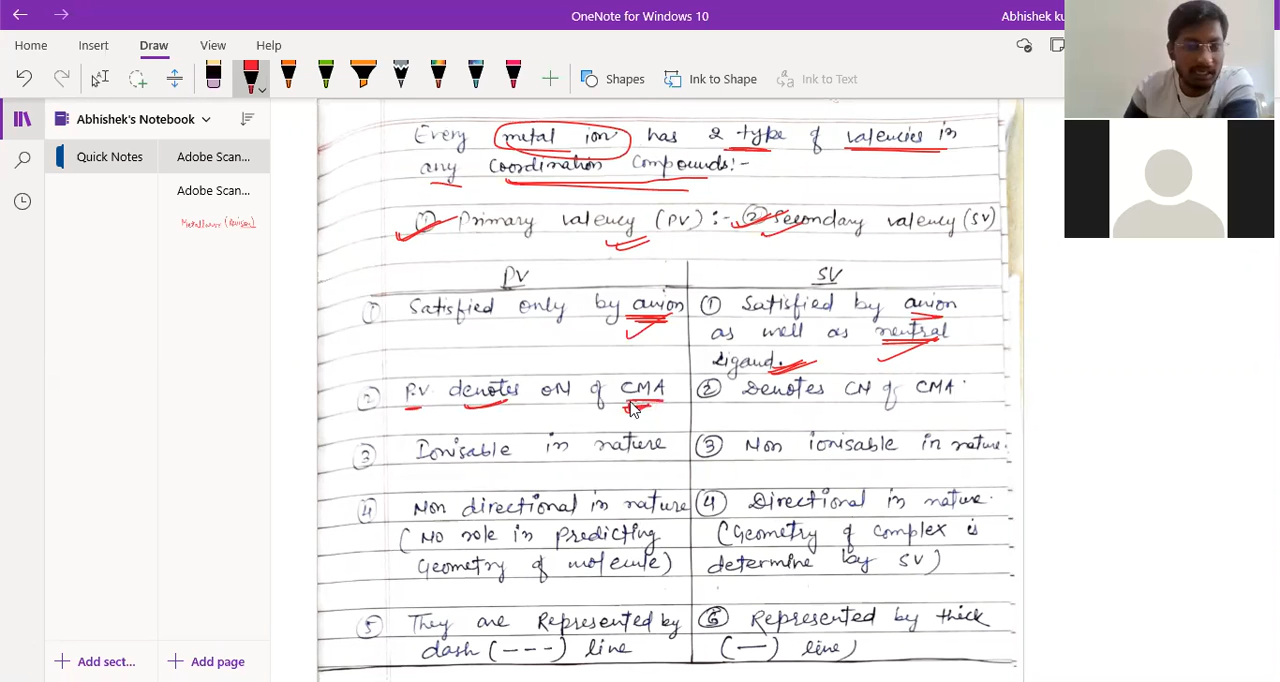 OneNote for Windows 10
Abhishek ku
Home Insert Draw View Help
Shapes Ink to Shape Ink to Text
Abhishek's Notebook
Quick Notes
Adobe Scan...
Adobe Scan...
Add sect...
Add page
Every metal ion has 2 type of valencies in
any coordination compounds:-
① Primary valency (PV) :- ② Secondary valency (SV)
PV
① Satisfied only by anion
② P.V denotes ON of CMA
③ Ionisable in nature
④ Non directional in nature
(No role in predicting
Geometry of molecule)
⑤ They are Represented by
dash (---) line
SV
① Satisfied by anion
as well as neutral
ligand.
② Denotes CN of CMA.
③ Non ionisable in nature.
④ Directional in nature.
(Geometry of complex is
determine by SV)
⑤ Represented by thick
(—) line)